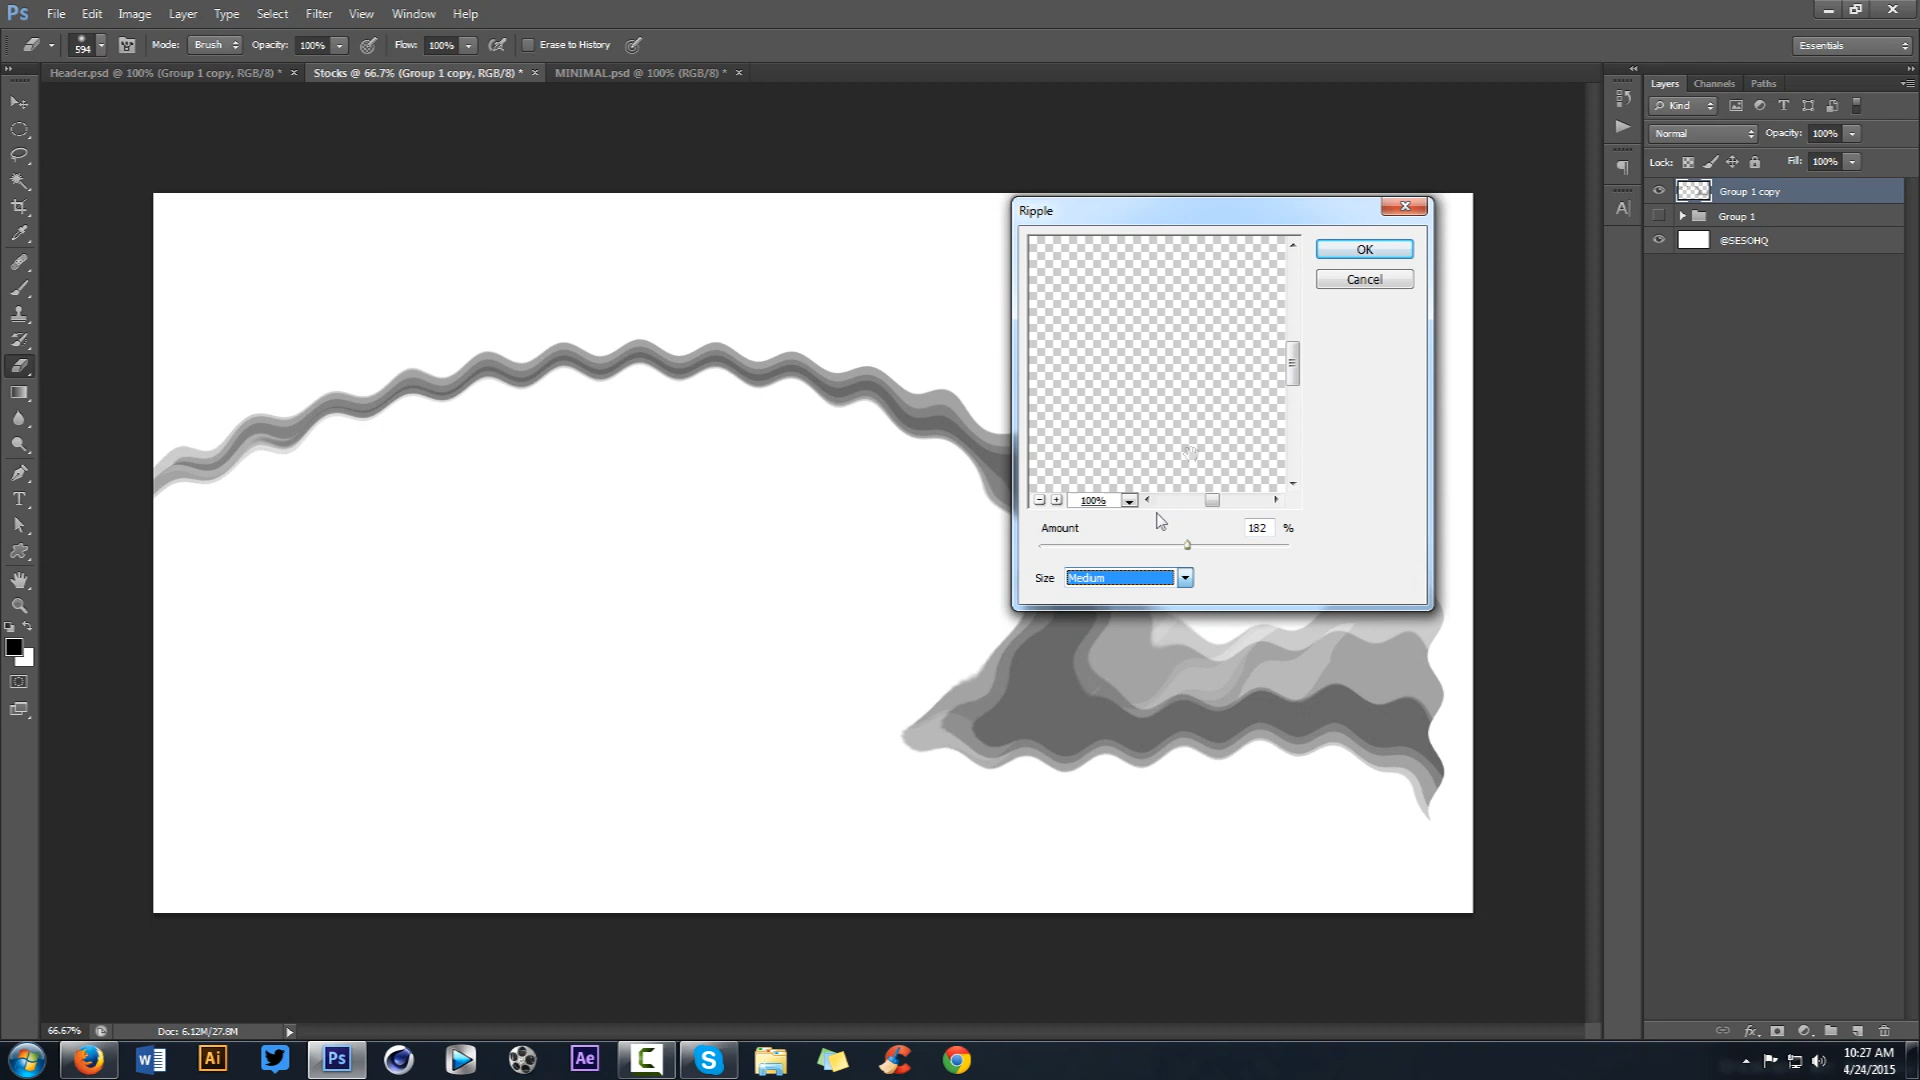 Ps File Edit Image Layer Type Select Filter View Window Help
594 Mode: Brush Opacity: 100% Flow: 100% Erase to History Essentials
Header.psd @ 100% (Group 1 copy, RGB/8) * × Stocks @ 66.7% (Group 1 copy, RGB/8) * × MINIMAL.psd @ 100% (RGB/8) * ×
Layers Channels Paths
Kind
Normal Opacity: 100%
Lock: Fill: 100%
Group 1 copy
Group 1
@SESOHQ
Ripple
OK
Cancel
100%
Amount 182 %
Size Medium
66.67% Doc: 6.12M/27.8M
W Ai Ps Ae C S
10:27 AM
4/24/2015